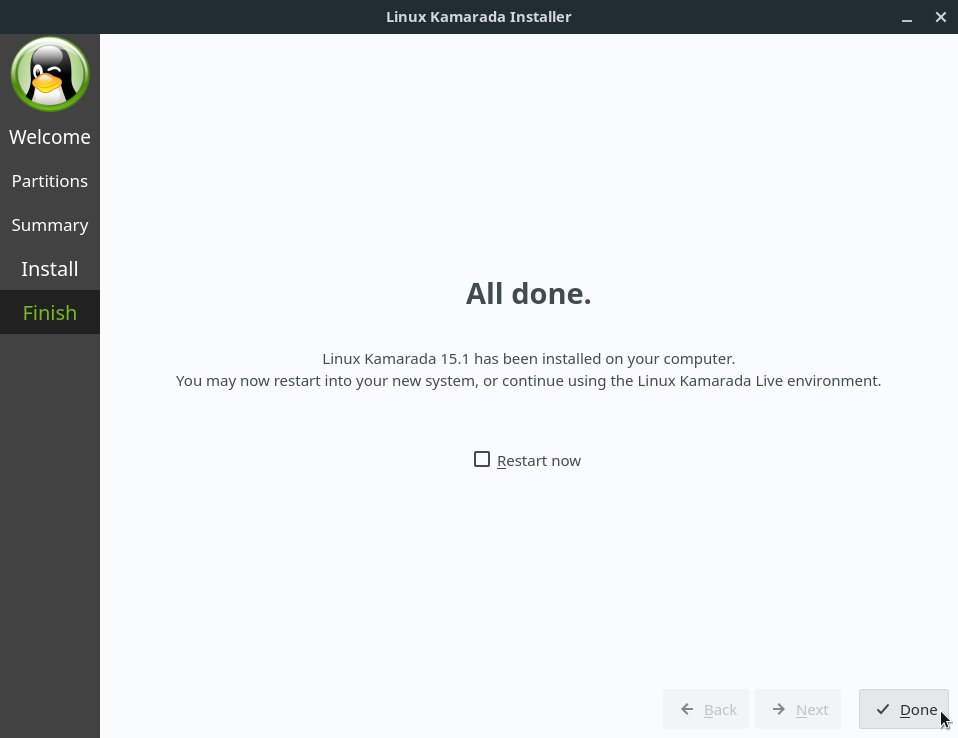 Linux Kamarada Installer
Welcome
Partitions
Summary
Install
Finish
All done.
Linux Kamarada 15.1 has been installed on your computer.
You may now restart into your new system, or continue using the Linux Kamarada Live environment.
Restart now
Back
Next
Done